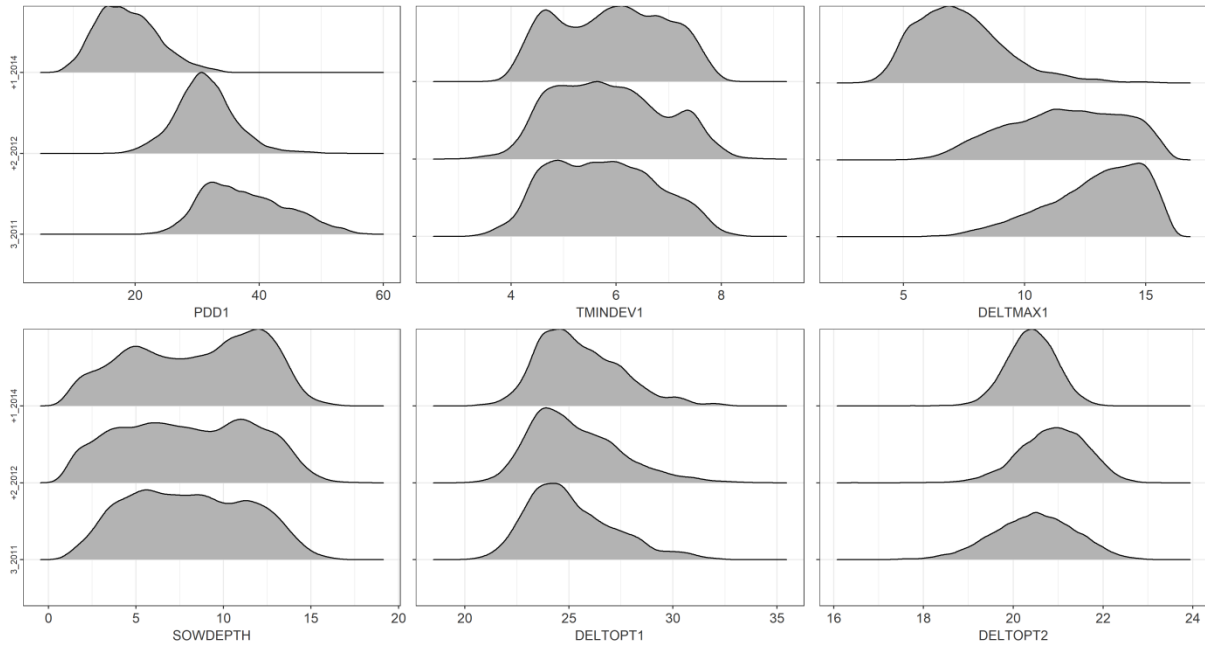 +1_2014
+2_2012
3_2011
20 40 60
PDD1
4 6 8
TMINDEV1
5 10 15
DELTMAX1
+1_2014
+2_2012
3_2011
0 5 10 15 20
SOWDEPTH
20 25 30 35
DELTOPT1
16 18 20 22 24
DELTOPT2